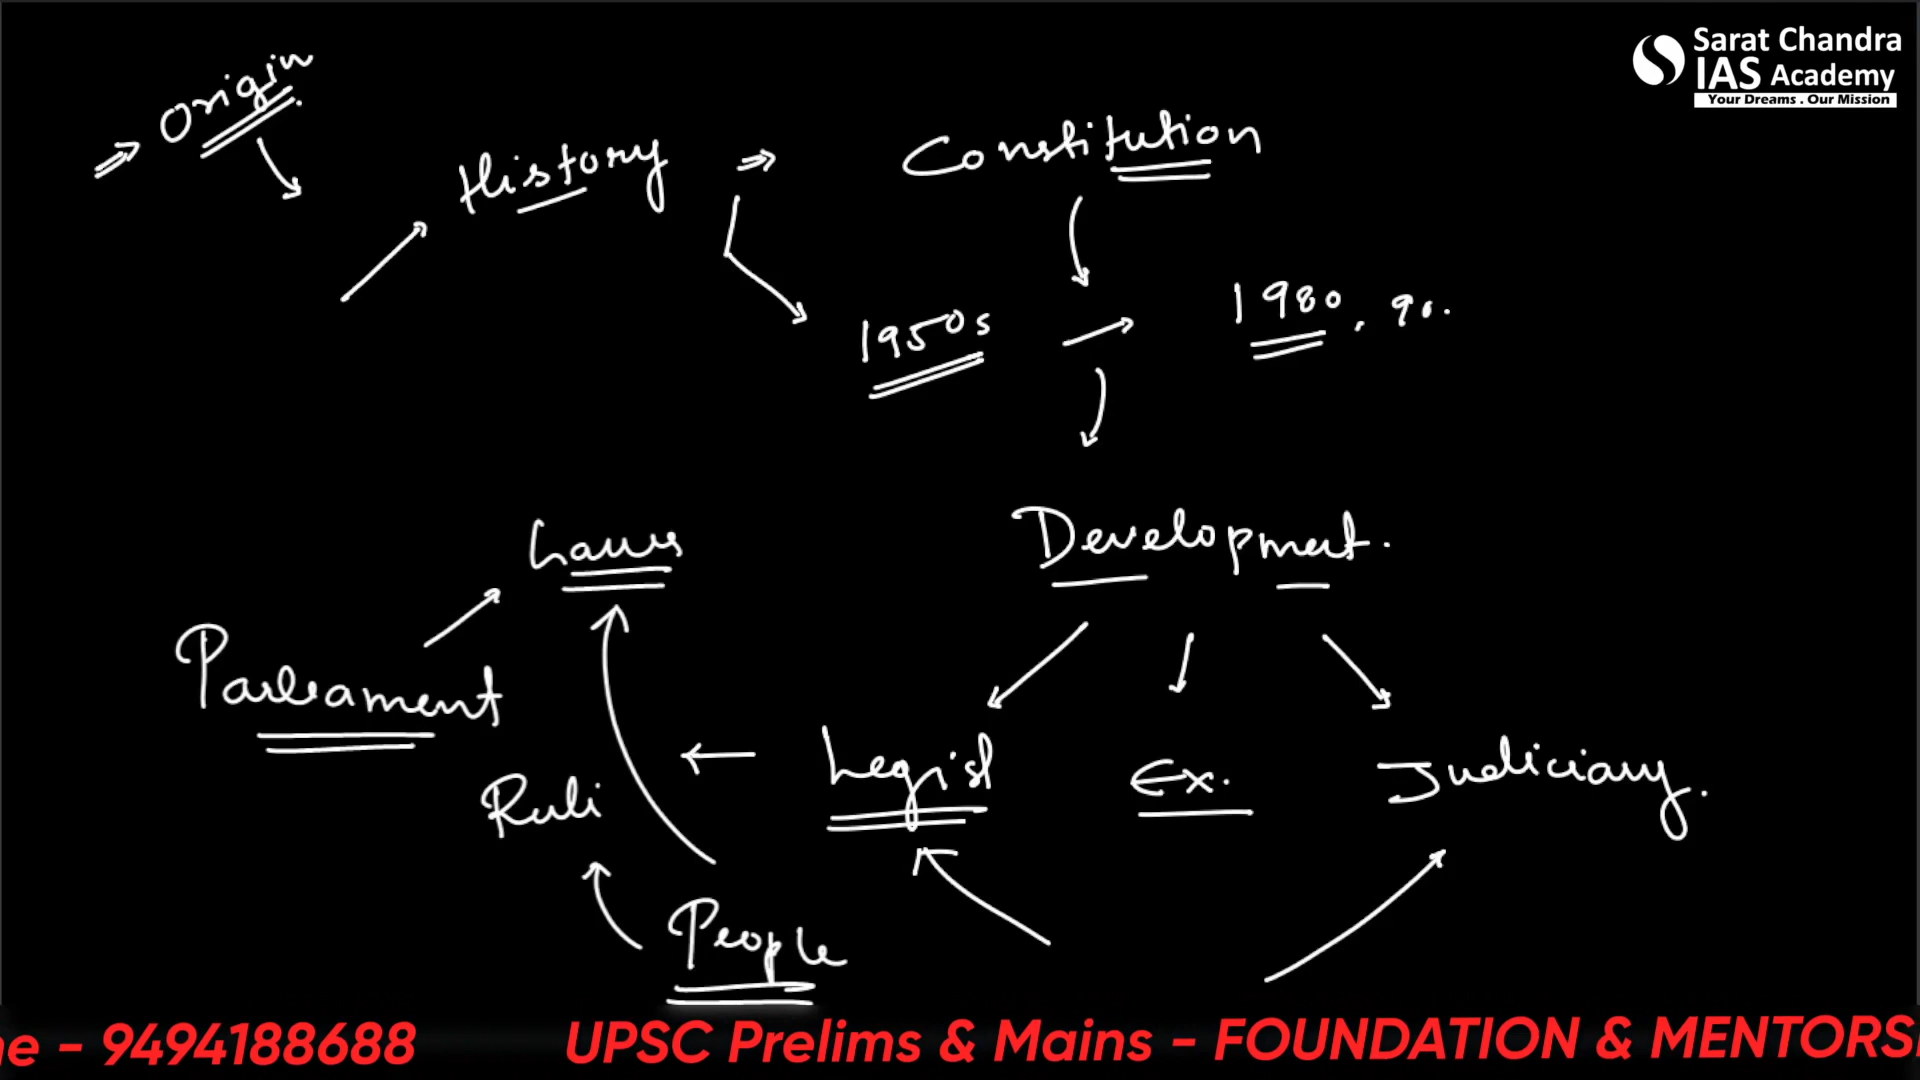 Origin
History
Constitution
Sarat Chandra
IAS Academy
Your Dreams . Our Mission
1950s
1980, 90.
Laws
Development.
Parliament
Legisl
Ex.
Judiciary.
Rule
People
ne - 9494188688
UPSC Prelims & Mains - FOUNDATION & MENTORS